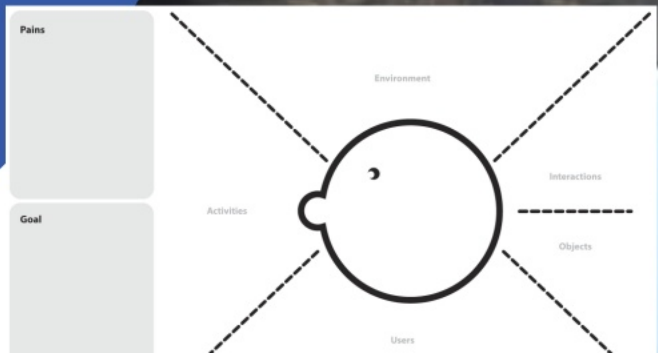 Pains
Environment
Interactions
Activities
Goal
Objects
Users